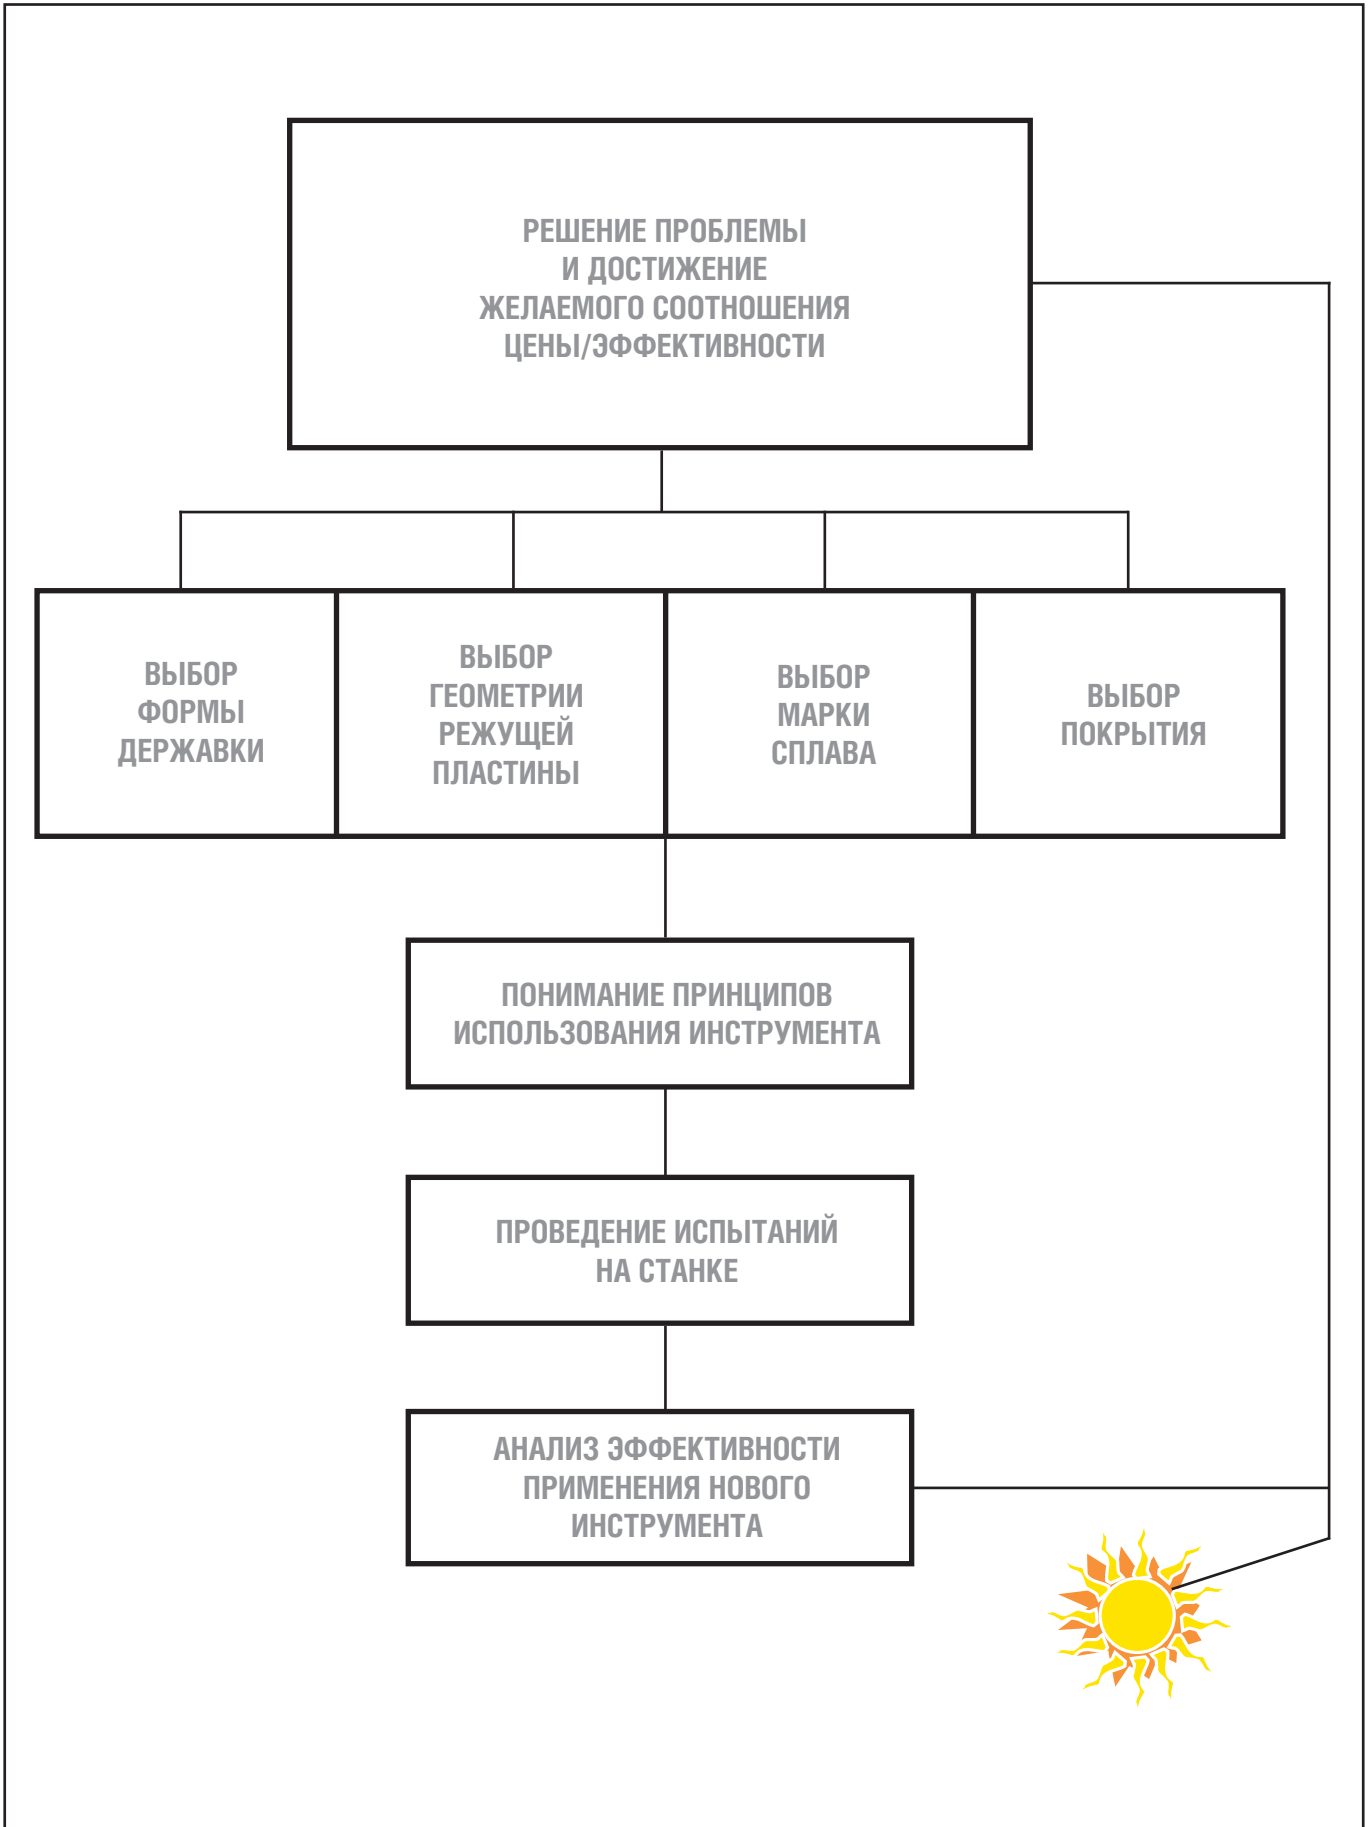 РЕШЕНИЕ ПРОБЛЕМЫ
И ДОСТИЖЕНИЕ
ЖЕЛАЕМОГО СООТНОШЕНИЯ
ЦЕНЫ/ЭФФЕКТИВНОСТИ
ВЫБОР
ФОРМЫ
ДЕРЖАВКИ
ВЫБОР
ГЕОМЕТРИИ
РЕЖУЩЕЙ
ПЛАСТИНЫ
ВЫБОР
МАРКИ
СПЛАВА
ВЫБОР
ПОКРЫТИЯ
ПОНИМАНИЕ ПРИНЦИПОВ
ИСПОЛЬЗОВАНИЯ ИНСТРУМЕНТА
ПРОВЕДЕНИЕ ИСПЫТАНИЙ
НА СТАНКЕ
АНАЛИЗ ЭФФЕКТИВНОСТИ
ПРИМЕНЕНИЯ НОВОГО
ИНСТРУМЕНТА